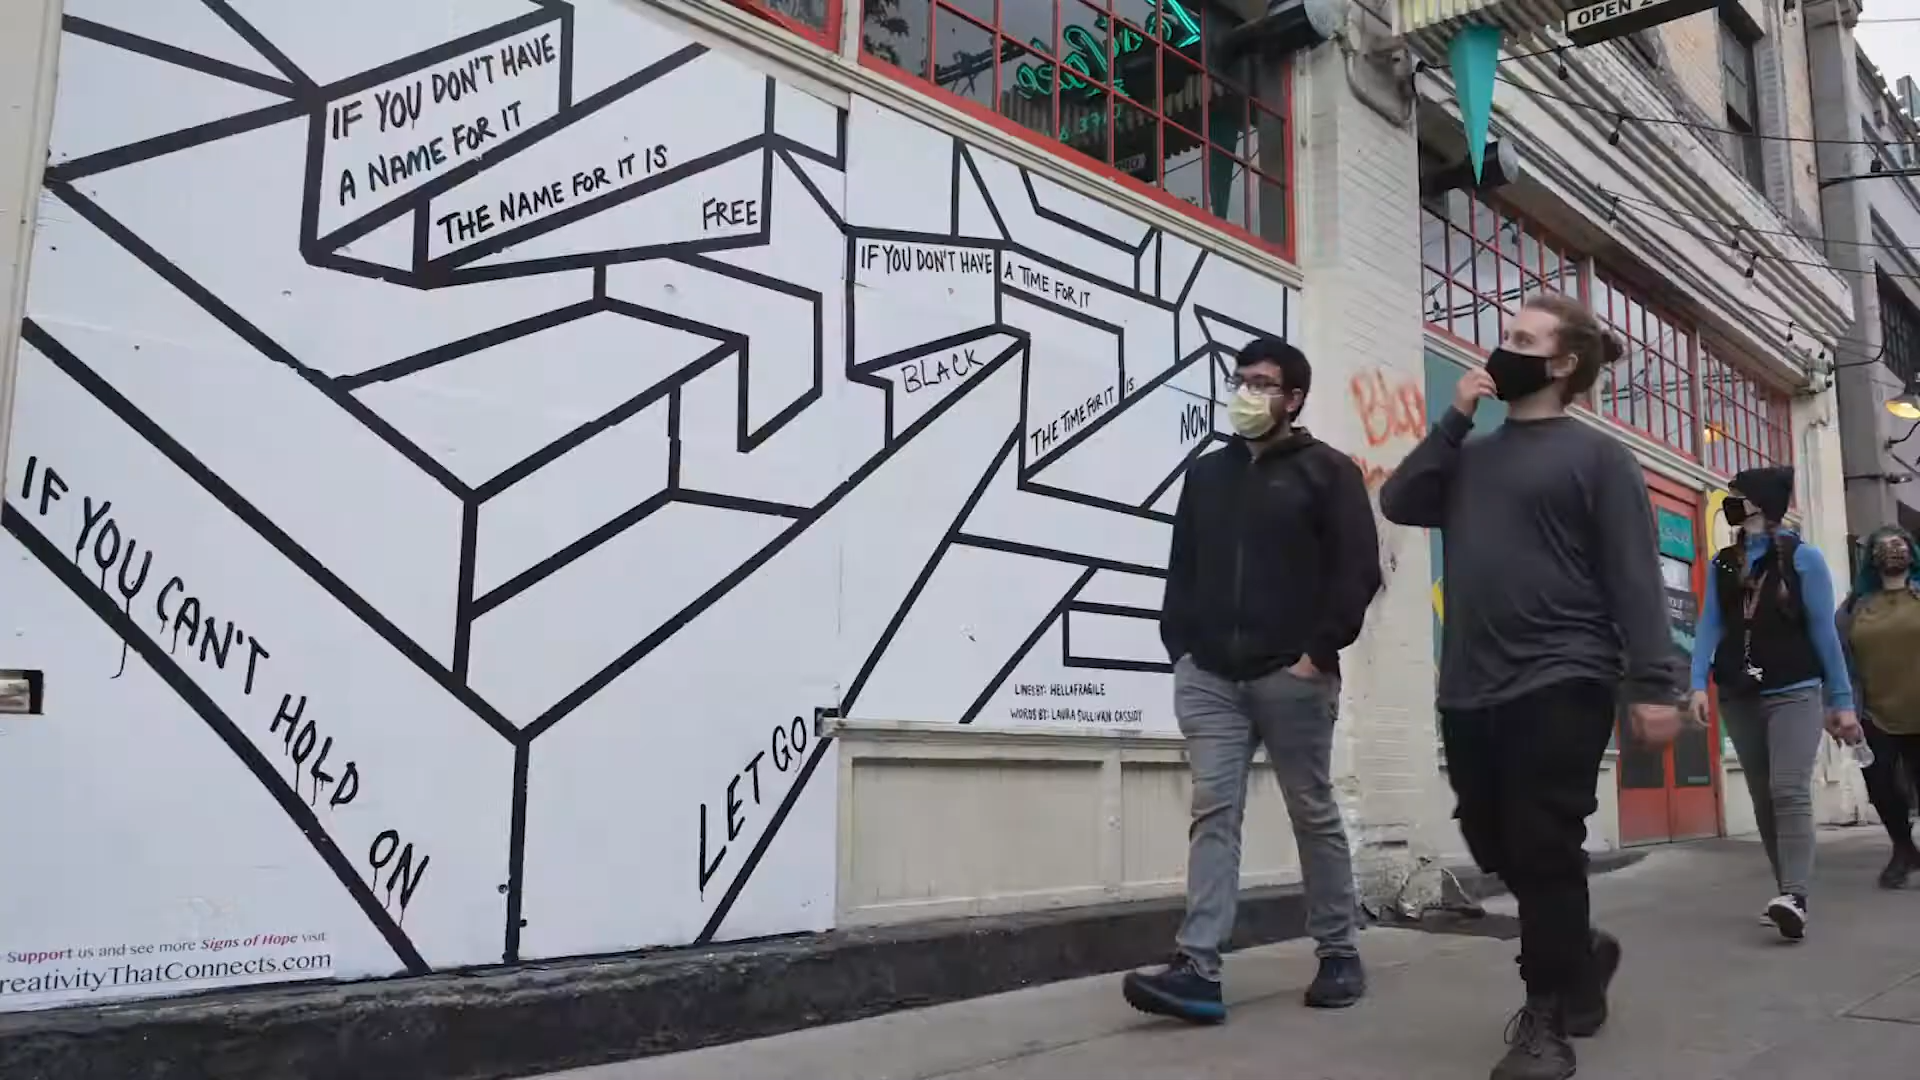 OPEN
IF YOU DON'T HAVE
A NAME FOR IT
THE NAME FOR IT IS
FREE
IF YOU DON'T HAVE
A TIME FOR IT
BLACK
THE TIME FOR IT IS
NOW
IF YOU CAN'T HOLD ON
LET GO
LINES BY: HELLAFRAGILE
WORDS BY: LAURA SULLIVAN CASSIDY
Support us and see more Signs of Hope visit
reativityThatConnects.com